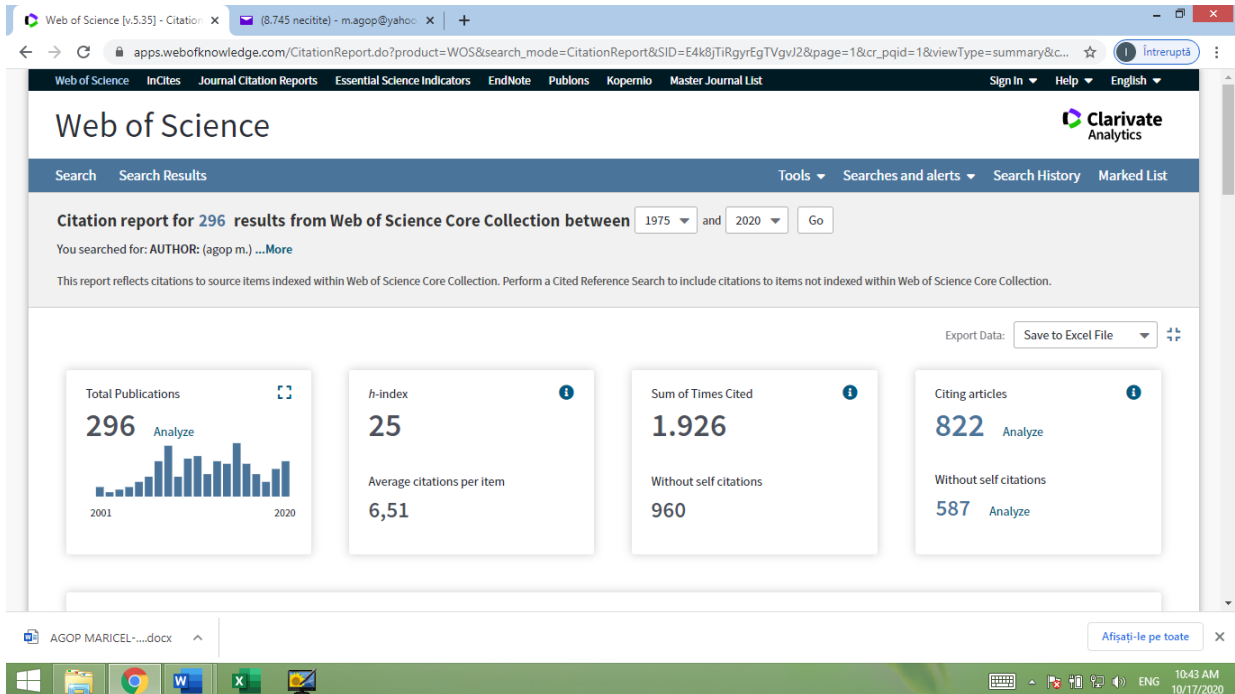 Web of Science [v.5.35] - Citation
(8.745 necitite) - m.agop@yahoo
apps.webofknowledge.com/CitationReport.do?product=WOS&search_mode=CitationReport&SID=E4k8jTiRgyrEgTVgvJ2&page=1&cr_pqid=1&viewType=summary&c...
I Întreruptă
Web of Science InCites Journal Citation Reports Essential Science Indicators EndNote Publons Kopernio Master Journal List Sign In Help English
Web of Science
Clarivate
Analytics
Search Search Results Tools Searches and alerts Search History Marked List
Citation report for 296 results from Web of Science Core Collection between 1975 and 2020 Go
You searched for: AUTHOR: (agop m.) ...More
This report reflects citations to source items indexed within Web of Science Core Collection. Perform a Cited Reference Search to include citations to items not indexed within Web of Science Core Collection.
Export Data: Save to Excel File
Total Publications
296 Analyze
2001 2020
h-index
25
Average citations per item
6,51
Sum of Times Cited
1.926
Without self citations
960
Citing articles
822 Analyze
Without self citations
587 Analyze
AGOP MARICEL-....docx
Afișați-le pe toate
ENG
10:43 AM
10/17/2020